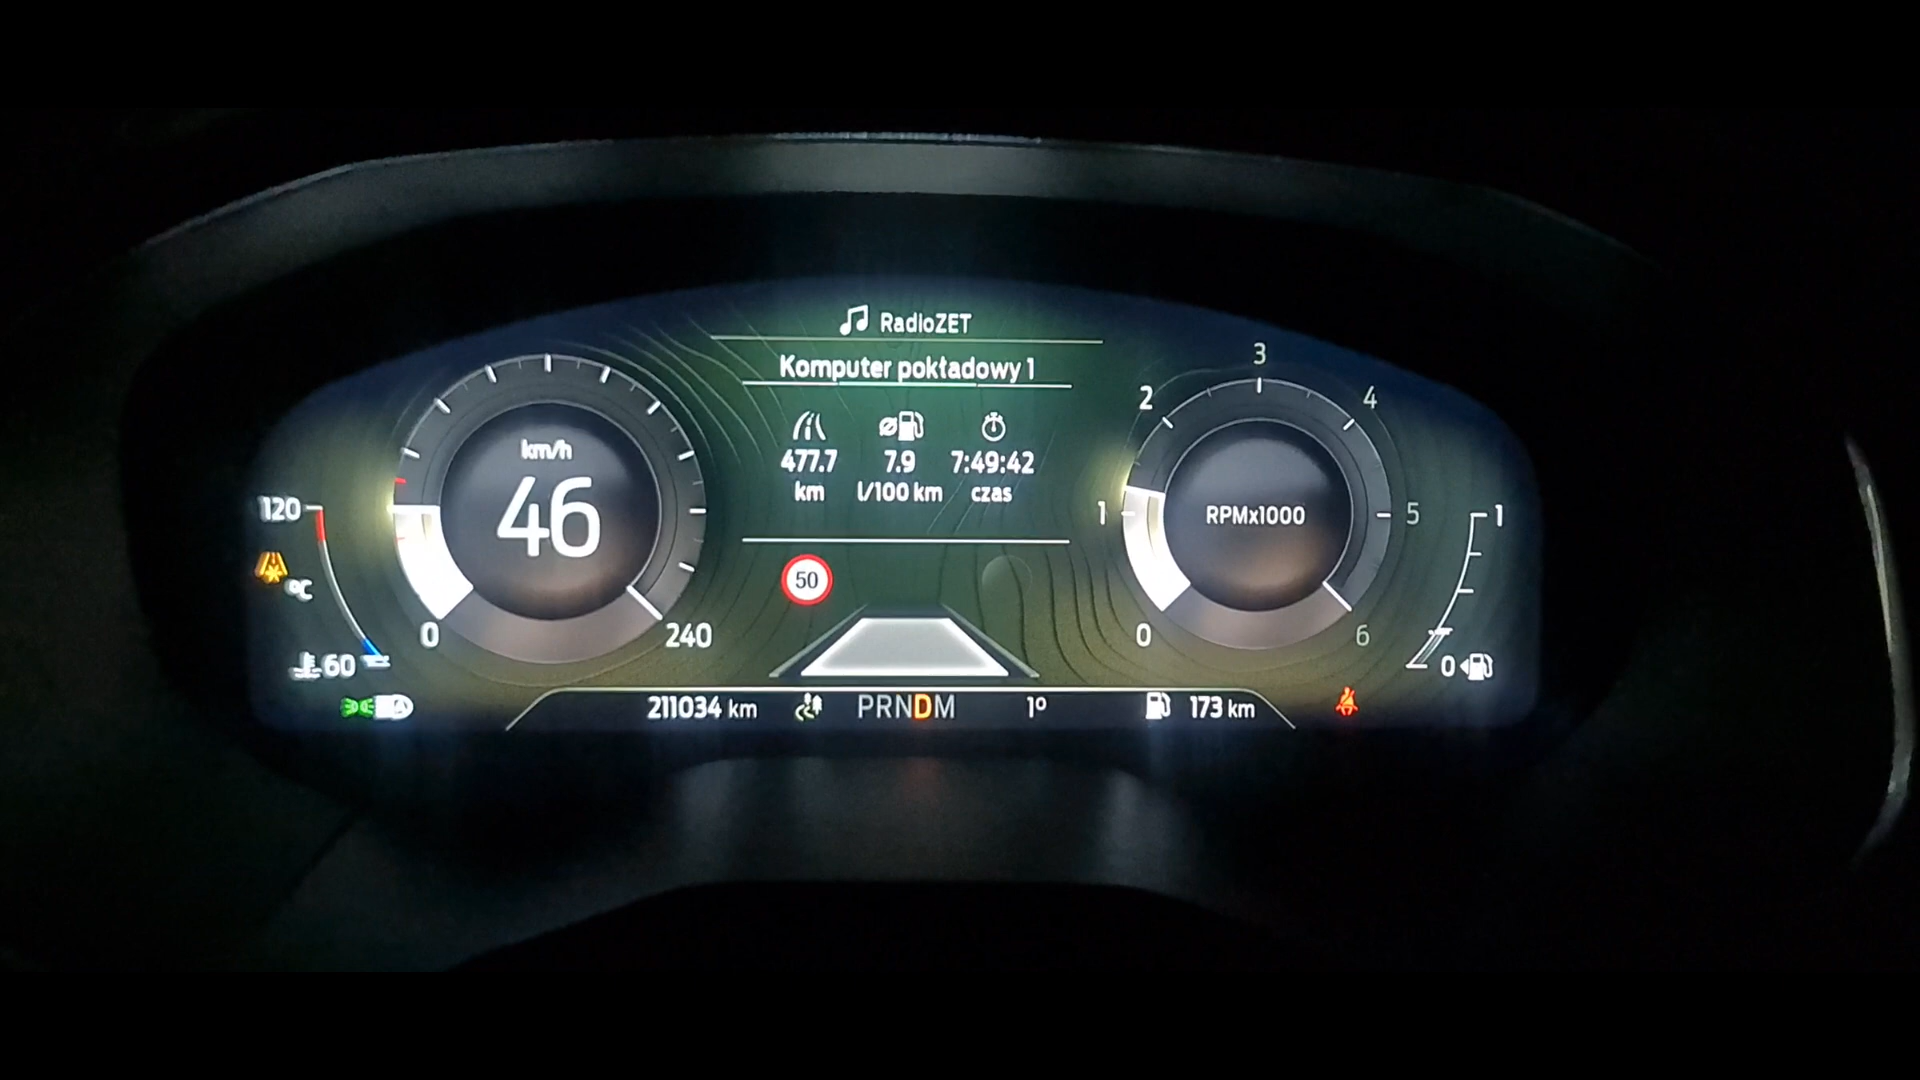 RadioZET
Komputer pokładowy 1
477.7 7.9 7:49:42
km l/100 km czas
km/h
46
0 240
50
120
°C
60
RPMx1000
0 1 2 3 4 5 6
1
0
211034 km PRNDM 1° 173 km